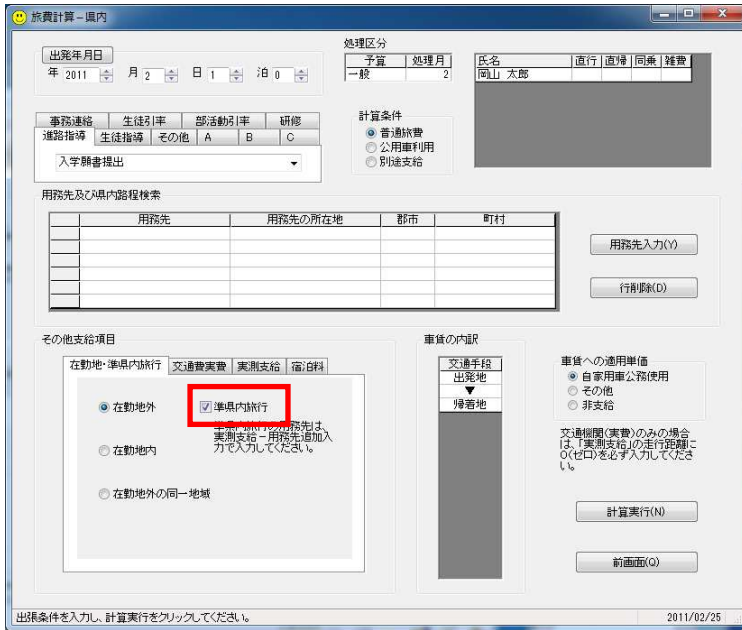 旅費計算－県内
出発年月日
年 2011 月 2 日 1 泊 0
処理区分
予算 処理月
一般 2
氏名 直行 直帰 同乗 雑費
岡山 太郎
事務連絡 生徒引率 部活動引率 研修
進路指導 生徒指導 その他 A B C
入学願書提出
計算条件
普通旅費
公用車利用
別途支給
用務先及び県内路程検索
用務先 用務先の所在地 郡市 町村
用務先入力(Y)
行削除(D)
その他支給項目
在勤地・準県内旅行 交通費実費 実測支給 宿泊料
在勤地外
準県内旅行
準県内旅行の用務先は、
実測支給－用務先追加入
力で入力してください。
在勤地内
在勤地外の同一地域
車賃の内訳
交通手段
出発地
▼
帰着地
車賃への適用単価
自家用車公務使用
その他
非支給
交通機関(実費)のみの場合
は、「実測支給」の走行距離に
0(ゼロ)を必ず入力してくださ
い。
計算実行(N)
前画面(Q)
出張条件を入力し、計算実行をクリックしてください。
2011/02/25